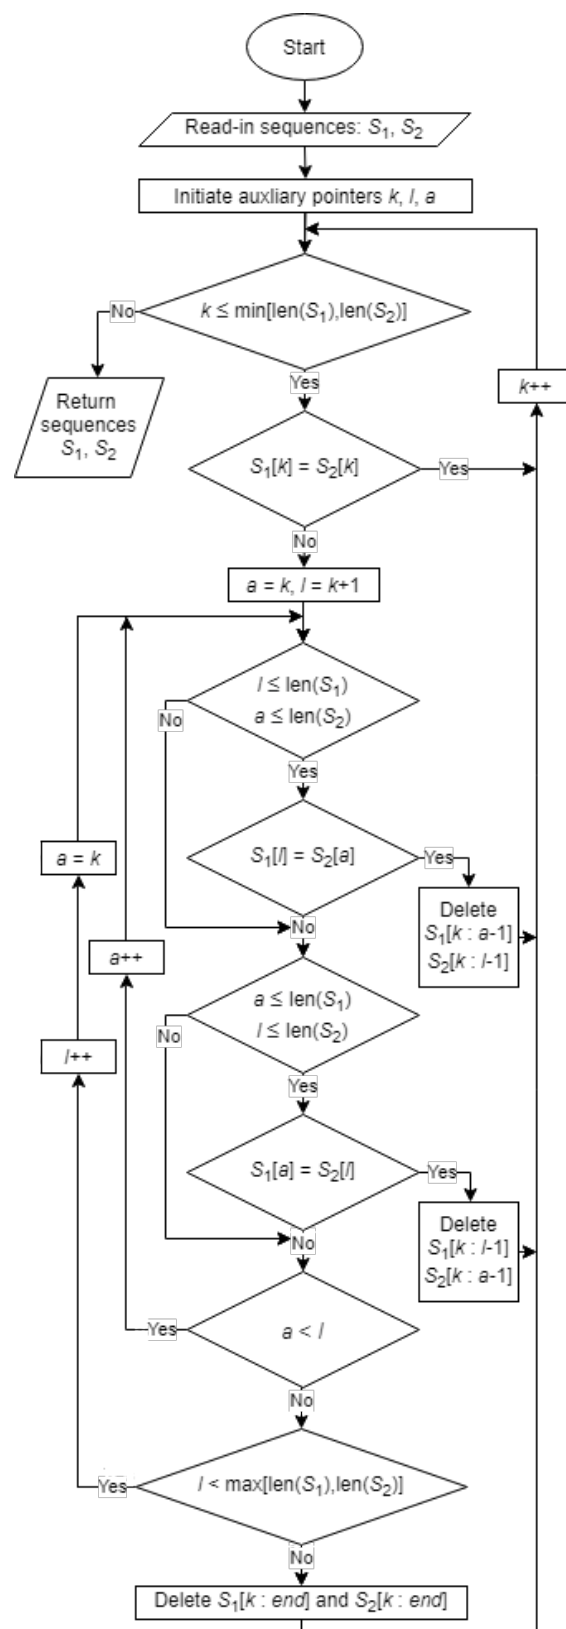 Start
Read-in sequences: S1, S2
Initiate auxliary pointers k, l, a
k ≤ min[len(S1),len(S2)]
No
Yes
Return
sequences
S1, S2
k++
S1[k] = S2[k]
Yes
No
a = k, l = k+1
l ≤ len(S1)
a ≤ len(S2)
No
Yes
S1[l] = S2[a]
Yes
a = k
Delete
S1[k : a-1]
S2[k : l-1]
No
a++
a ≤ len(S1)
l ≤ len(S2)
No
l++
Yes
S1[a] = S2[l]
Yes
Delete
S1[k : l-1]
S2[k : a-1]
No
a < l
Yes
No
l < max[len(S1),len(S2)]
Yes
No
Delete S1[k : end] and S2[k : end]